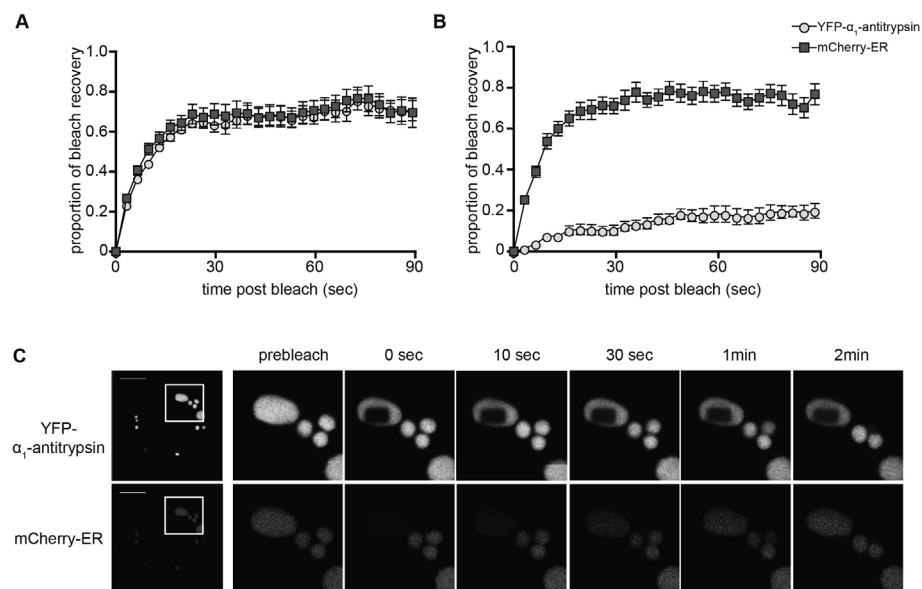 A
proportion of bleach recovery
1.0
0.8
0.6
0.4
0.2
0
0 30 60 90
time post bleach (sec)
B
YFP-α₁-antitrypsin
mCherry-ER
proportion of bleach recovery
1.0
0.8
0.6
0.4
0.2
0
0 30 60 90
time post bleach (sec)
C
prebleach 0 sec 10 sec 30 sec 1min 2min
YFP-
α₁-antitrypsin
mCherry-ER